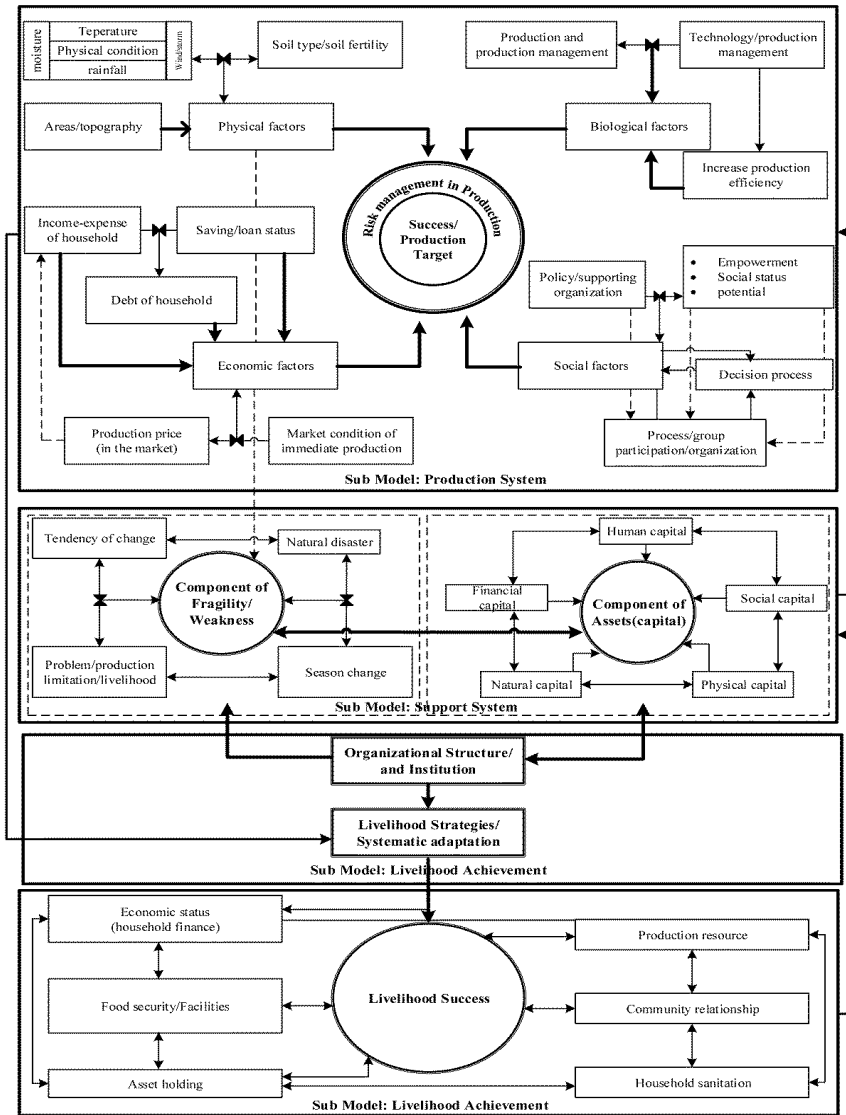 moisture
Teperature
Physical condition
rainfall
Wind/storm
Soil type/soil fertility
Production and
production management
Technology/production
management
Areas/topography
Physical factors
Biological factors
Increase production
efficiency
Risk management in Production
Success/
Production
Target
Income-expense
of household
Saving/loan status
Debt of household
Economic factors
Policy/supporting
organization
• Empowerment
• Social status
• potential
Social factors
Decision process
Production price
(in the market)
Market condition of
immediate production
Process/group
participation/organization
Sub Model: Production System
Tendency of change
Natural disaster
Component of
Fragility/
Weakness
Problem/production
limitation/livelihood
Season change
Human capital
Financial
capital
Social capital
Component of
Assets(capital)
Natural capital
Physical capital
Sub Model: Support System
Organizational Structure/
and Institution
Livelihood Strategies/
Systematic adaptation
Sub Model: Livelihood Achievement
Economic status
(household finance)
Production resource
Food security/Facilities
Livelihood Success
Community relationship
Asset holding
Household sanitation
Sub Model: Livelihood Achievement